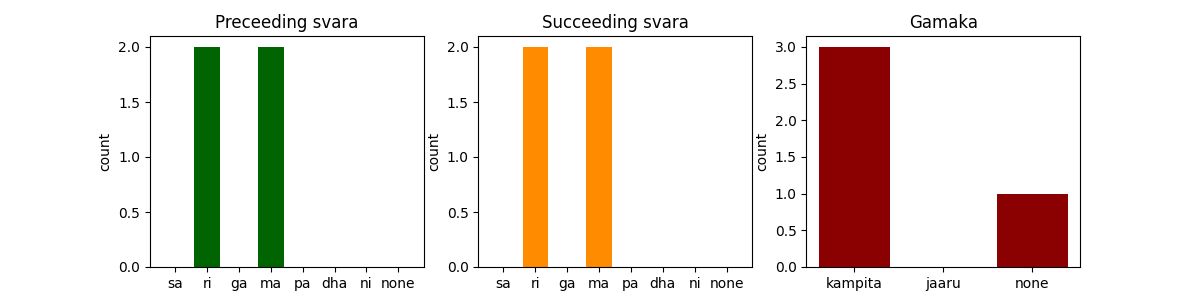 Preceeding svara
count
2.0
1.5
1.0
0.5
0.0
sa ri ga ma pa dha ni none
Succeeding svara
count
2.0
1.5
1.0
0.5
0.0
sa ri ga ma pa dha ni none
Gamaka
count
3.0
2.5
2.0
1.5
1.0
0.5
0.0
kampita jaaru none